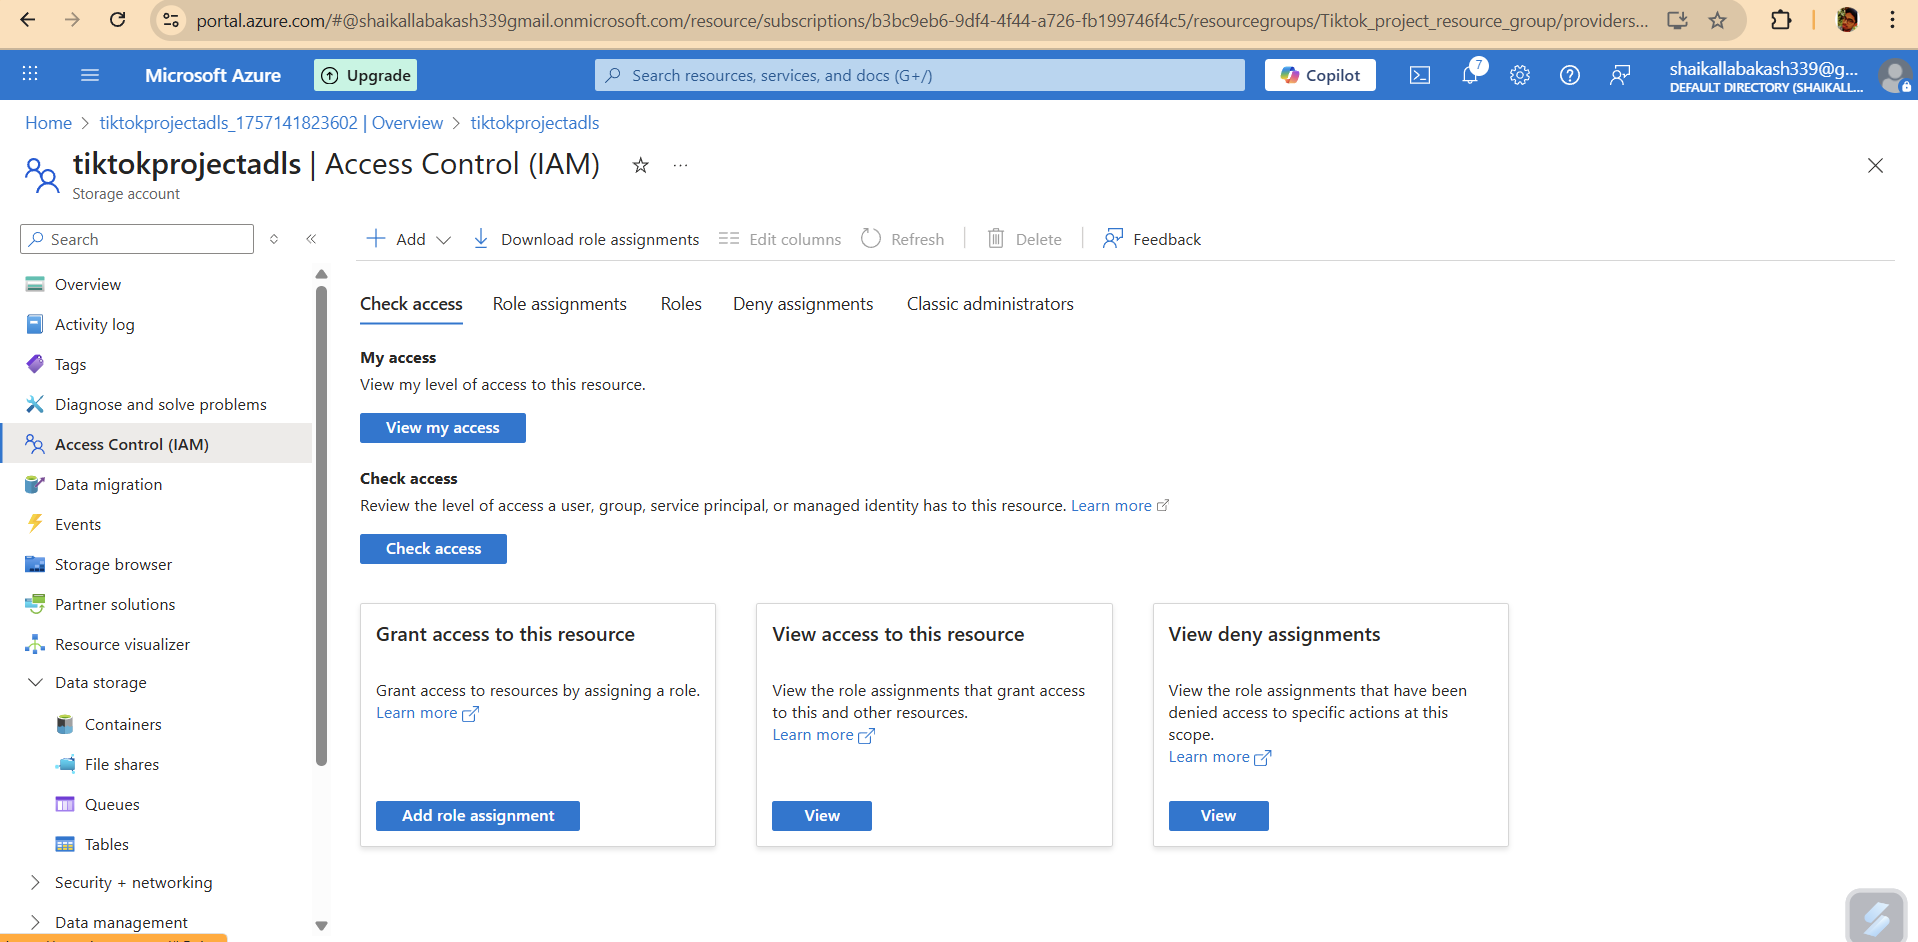 portal.azure.com/#@shaikallabakash339gmail.onmicrosoft.com/resource/subscriptions/b3bc9eb6-9df4-4f44-a726-fb199746f4c5/resourcegroups/Tiktok_project_resource_group/providers...
Microsoft Azure
Upgrade
Search resources, services, and docs (G+/)
Copilot
7
shaikallabakash339@g...
DEFAULT DIRECTORY (SHAIKALL...
Home > tiktokprojectadls_1757141823602 | Overview > tiktokprojectadls
tiktokprojectadls | Access Control (IAM)
...
Storage account
Search
Add
Download role assignments
Edit columns
Refresh
Delete
Feedback
Overview
Activity log
Tags
Diagnose and solve problems
Access Control (IAM)
Data migration
Events
Storage browser
Partner solutions
Resource visualizer
Data storage
Containers
File shares
Queues
Tables
Security + networking
Data management
Check access
Role assignments
Roles
Deny assignments
Classic administrators
My access
View my level of access to this resource.
View my access
Check access
Review the level of access a user, group, service principal, or managed identity has to this resource. Learn more
Check access
Grant access to this resource
Grant access to resources by assigning a role.
Learn more
Add role assignment
View access to this resource
View the role assignments that grant access
to this and other resources.
Learn more
View
View deny assignments
View the role assignments that have been
denied access to specific actions at this
scope.
Learn more
View